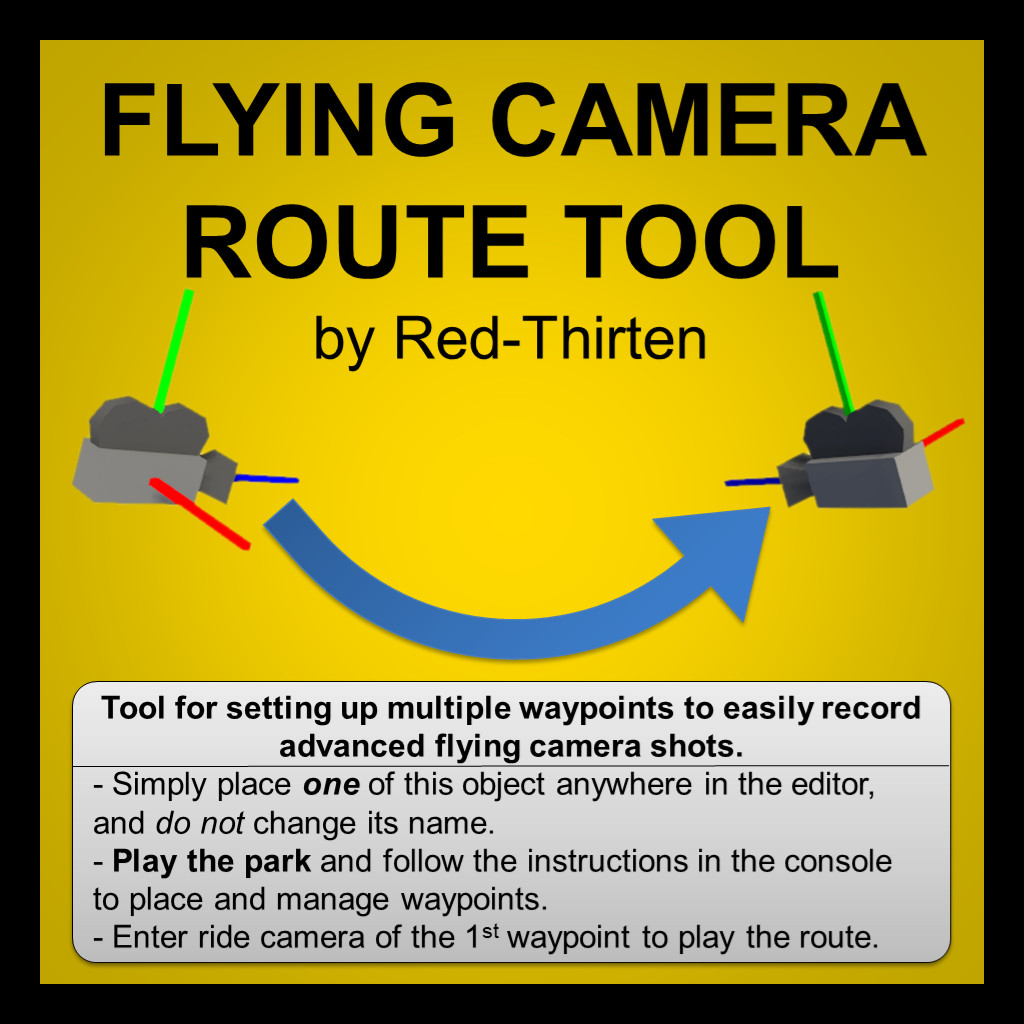 FLYING CAMERA
ROUTE TOOL
by Red-Thirten
Tool for setting up multiple waypoints to easily record
advanced flying camera shots.
- Simply place one of this object anywhere in the editor,
and do not change its name.
- Play the park and follow the instructions in the console
to place and manage waypoints.
- Enter ride camera of the 1st waypoint to play the route.